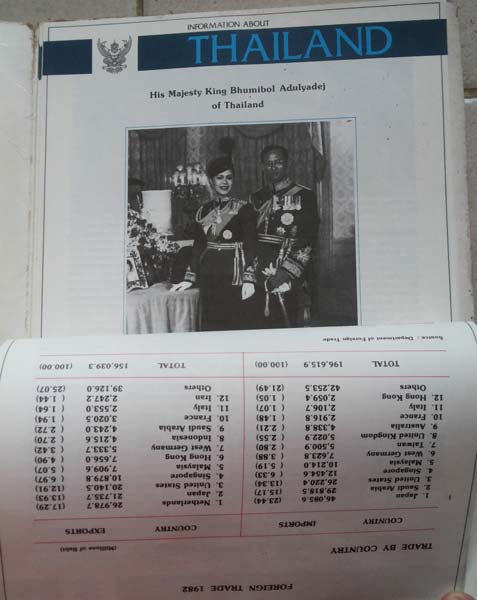 INFORMATION ABOUT
THAILAND
His Majesty King Bhumibol Adulyadej
of Thailand
FOREIGN TRADE 1982
TRADE BY COUNTRY (Millions of Baht)
COUNTRY IMPORTS COUNTRY EXPORTS
1. Japan 46,085.6 (23.44) 1. Netherlands 26,978.7 (17.29)
2. Saudi Arabia 29,818.5 (15.17) 2. Japan 21,735.7 (13.93)
3. United States 26,220.4 (13.34) 3. United States 20,140.5 (12.91)
4. Singapore 12,454.6 ( 6.33) 4. Singapore 10,879.8 ( 6.97)
5. Malaysia 10,214.0 ( 5.19) 5. Malaysia 7,909.6 ( 5.07)
6. West Germany 7,623.8 ( 3.88) 6. Hong Kong 7,656.0 ( 4.90)
7. Taiwan 5,500.9 ( 2.80) 7. West Germany 5,333.7 ( 3.42)
8. United Kingdom 5,022.9 ( 2.55) 8. Indonesia 4,215.6 ( 2.70)
9. Australia 4,338.8 ( 2.21) 9. Saudi Arabia 4,243.0 ( 2.72)
10. France 2,916.8 ( 1.48) 10. France 3,020.5 ( 1.94)
11. Italy 2,106.7 ( 1.07) 11. Italy 2,553.0 ( 1.64)
12. Hong Kong 2,059.4 ( 1.05) 12. Iran 2,247.2 ( 1.44)
Others 42,253.5 (21.49) Others 39,126.0 (25.07)
TOTAL 196,615.9 (100.00) TOTAL 156,039.3 (100.00)
Source : Department of Foreign Trade